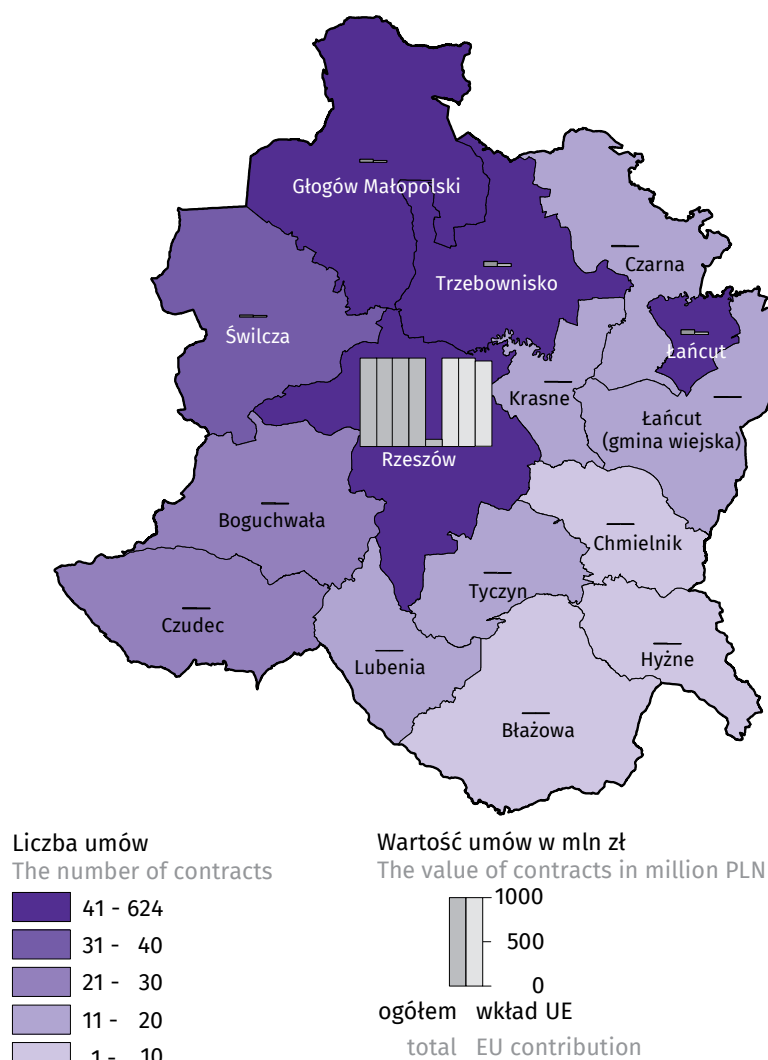 Głogów Małopolski
Trzebownisko
Czarna
Świlcza
Łańcut
Krasne
Łańcut
(gmina wiejska)
Rzeszów
Boguchwała
Chmielnik
Tyczyn
Czudec
Lubenia
Hyżne
Błażowa
Liczba umów
The number of contracts
41 - 624
31 - 40
21 - 30
11 - 20
1 - 10
Wartość umów w mln zł
The value of contracts in million PLN
1000
500
0
ogółem wkład UE
total EU contribution